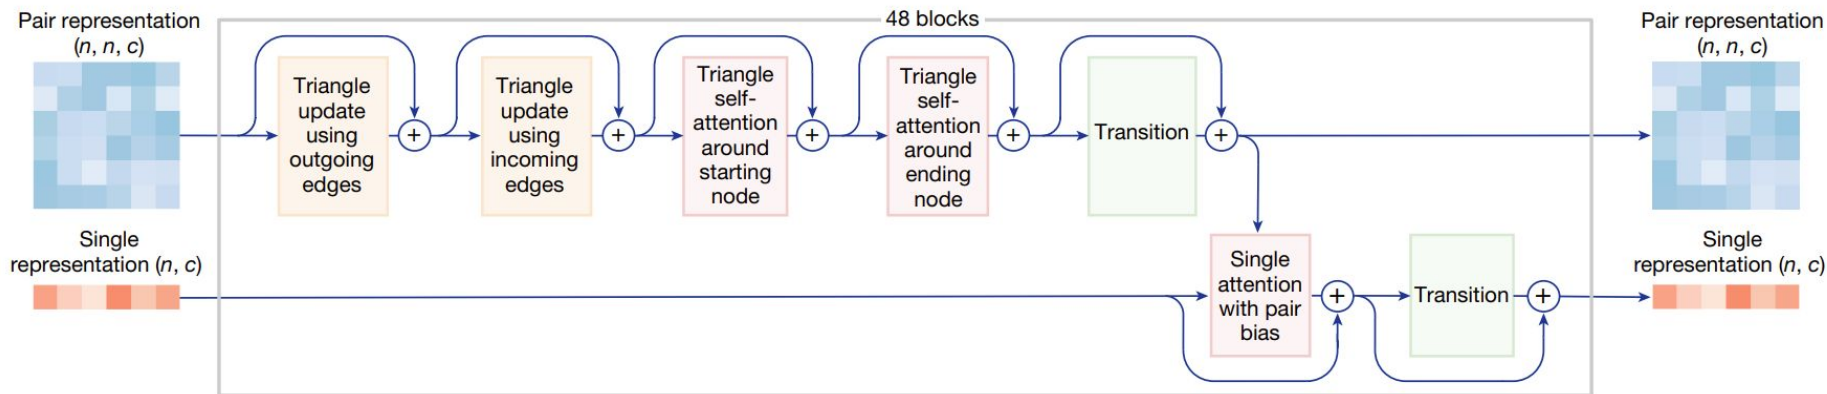 Pair representation
(n, n, c)
48 blocks
Pair representation
(n, n, c)
Triangle
update
using
outgoing
edges
+
Triangle
update
using
incoming
edges
+
Triangle
self-
attention
around
starting
node
+
Triangle
self-
attention
around
ending
node
+
Transition
+
Single
representation (n, c)
Single
attention
with pair
bias
+
Transition
+
Single
representation (n, c)